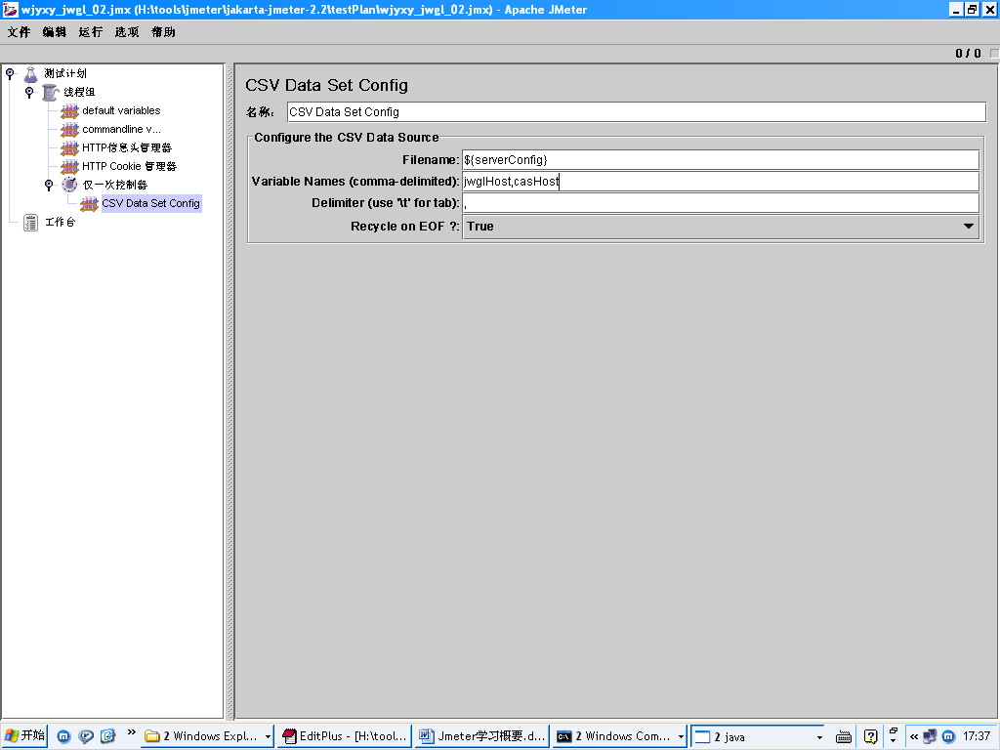 wjyxy_jwgl_02.jmx (H:\tools\jmeter\jakarta-jmeter-2.2\testPlan\wjyxy_jwgl_02.jmx) - Apache JMeter
文件 编辑 运行 选项 帮助
0 / 0
测试计划
线程组
default variables
commandline v...
HTTP信息头管理器
HTTP Cookie 管理器
仅一次控制器
CSV Data Set Config
工作台
CSV Data Set Config
名称: CSV Data Set Config
Configure the CSV Data Source
Filename: ${serverConfig}
Variable Names (comma-delimited): jwglHost,casHost
Delimiter (use '\t' for tab): ,
Recycle on EOF ?: True
开始 » 2 Windows Expl... EditPlus - [H:\tool... Jmeter学习概要.d... 2 Windows Com... 2 java « 17:37